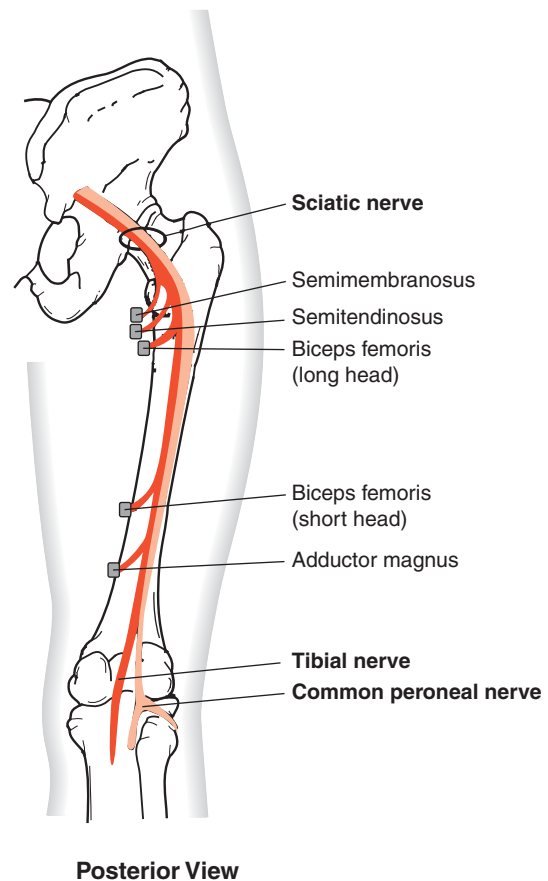 Sciatic nerve
Semimembranosus
Semitendinosus
Biceps femoris
(long head)
Biceps femoris
(short head)
Adductor magnus
Tibial nerve
Common peroneal nerve
Posterior View